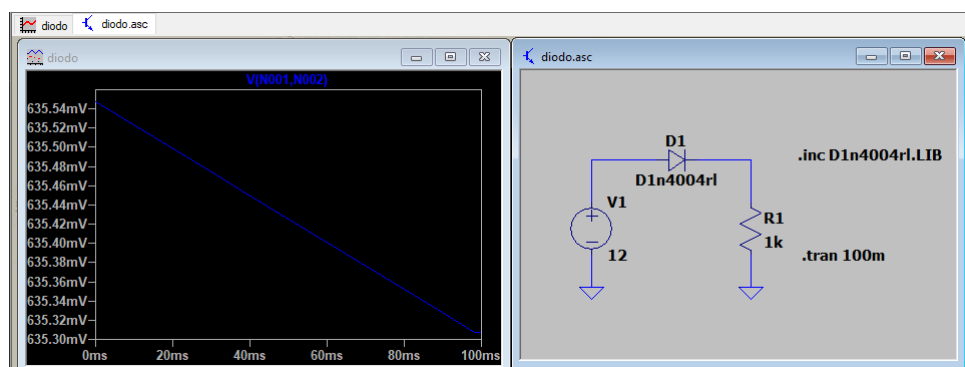 diodo diodo.asc
diodo
V(N001,N002)
635.54mV
635.52mV
635.50mV
635.48mV
635.46mV
635.44mV
635.42mV
635.40mV
635.38mV
635.36mV
635.34mV
635.32mV
635.30mV
0ms 20ms 40ms 60ms 80ms 100ms
diodo.asc
D1
D1n4004rl
.inc D1n4004rl.LIB
V1
12
R1
1k
.tran 100m